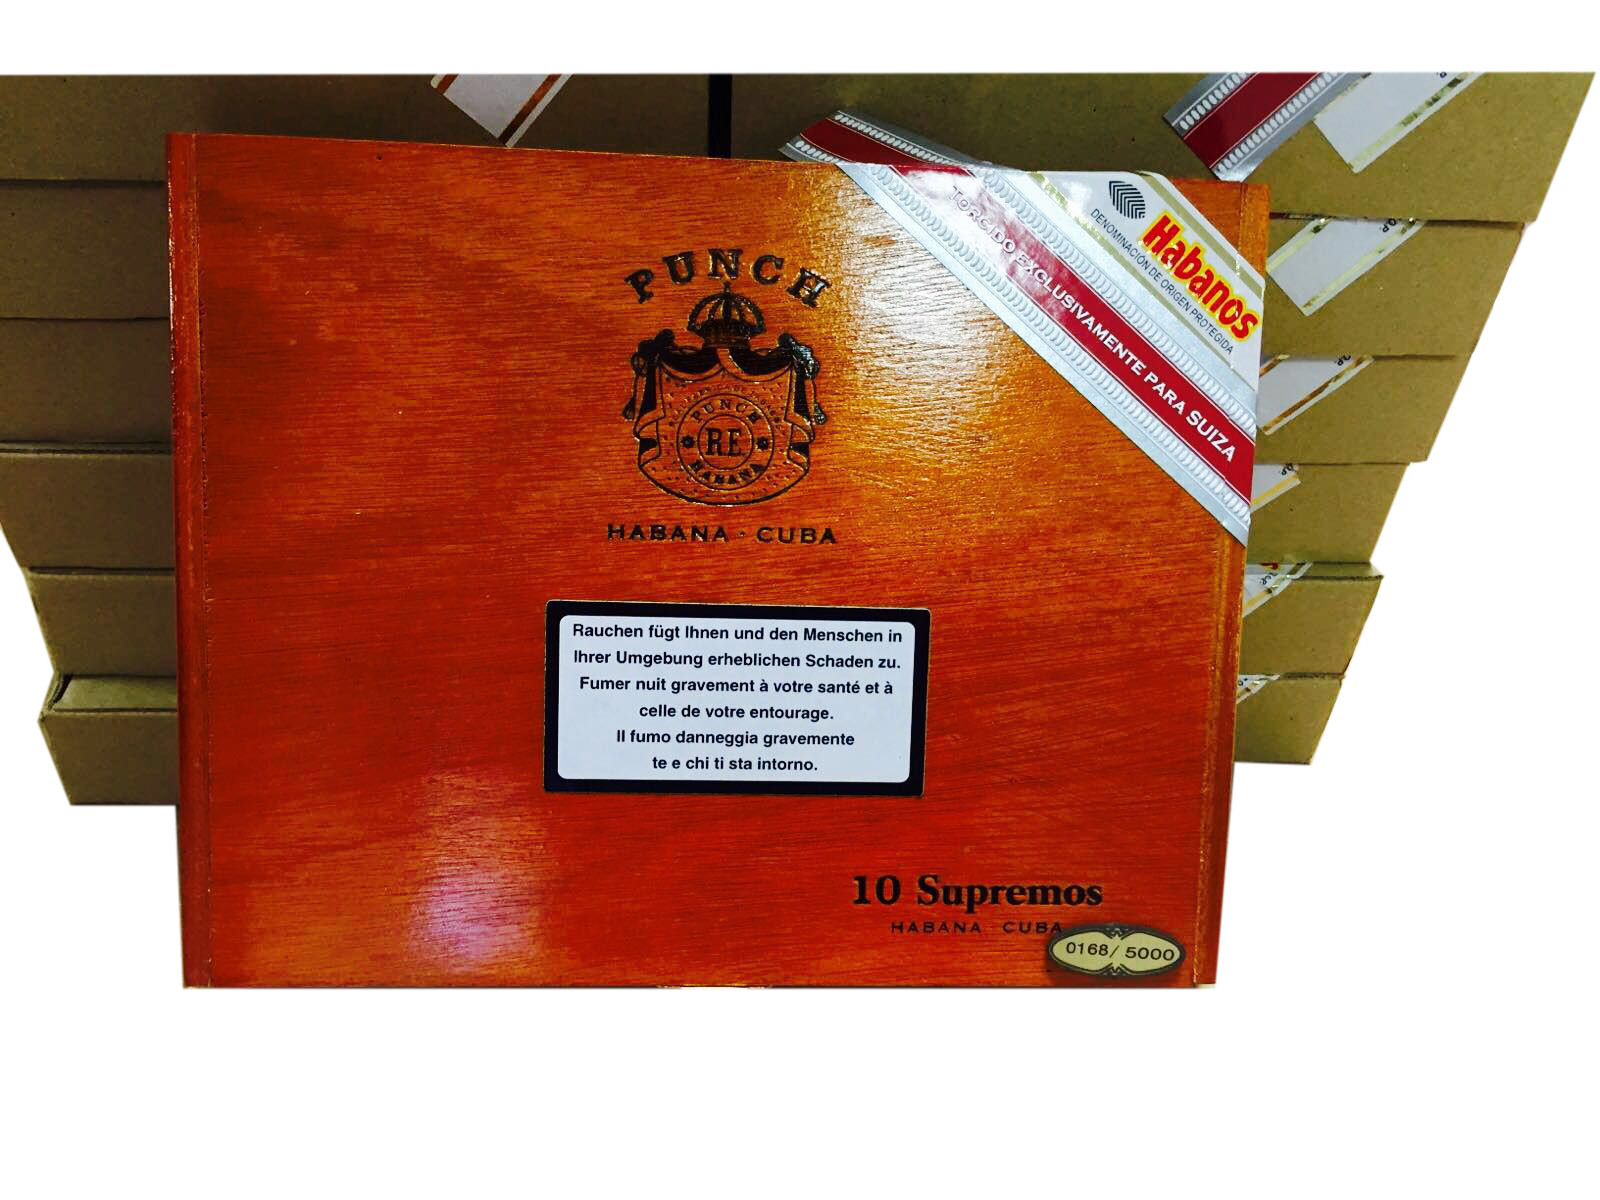 PUNCH
PUNCH
RE
HABANA
HABANA · CUBA
Habanos
DENOMINACIÓN DE ORIGEN PROTEGIDA
TORCIDO EXCLUSIVAMENTE PARA SUIZA
Rauchen fügt Ihnen und den Menschen in
Ihrer Umgebung erheblichen Schaden zu.
Fumer nuit gravement à votre santé et à
celle de votre entourage.
Il fumo danneggia gravemente
te e chi ti sta intorno.
10 Supremos
HABANA CUBA
0168/ 5000